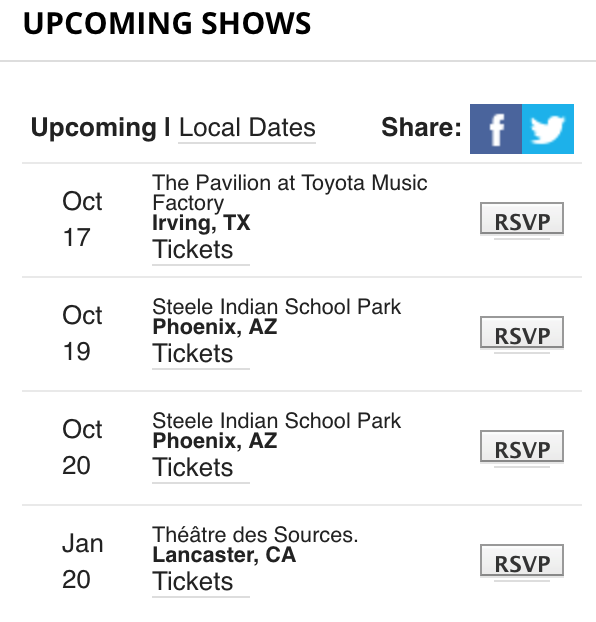 UPCOMING SHOWS
Upcoming | Local Dates Share:
Oct
17
The Pavilion at Toyota Music
Factory
Irving, TX
Tickets
RSVP
Oct
19
Steele Indian School Park
Phoenix, AZ
Tickets
RSVP
Oct
20
Steele Indian School Park
Phoenix, AZ
Tickets
RSVP
Jan
20
Théâtre des Sources.
Lancaster, CA
Tickets
RSVP